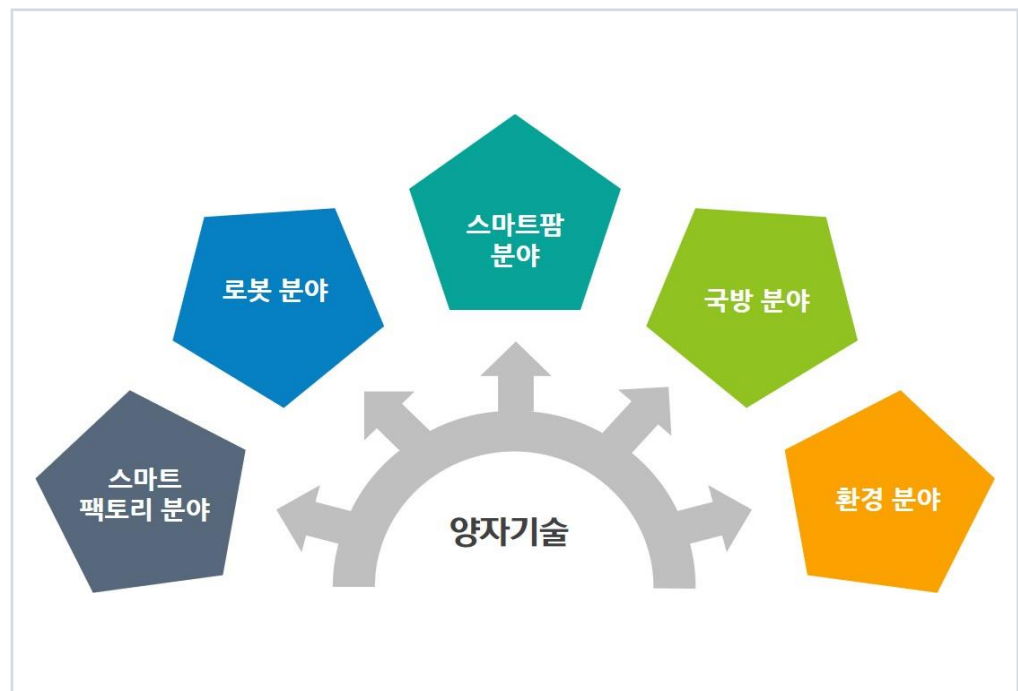 스마트팜
분야
로봇 분야
국방 분야
스마트
팩토리 분야
환경 분야
양자기술